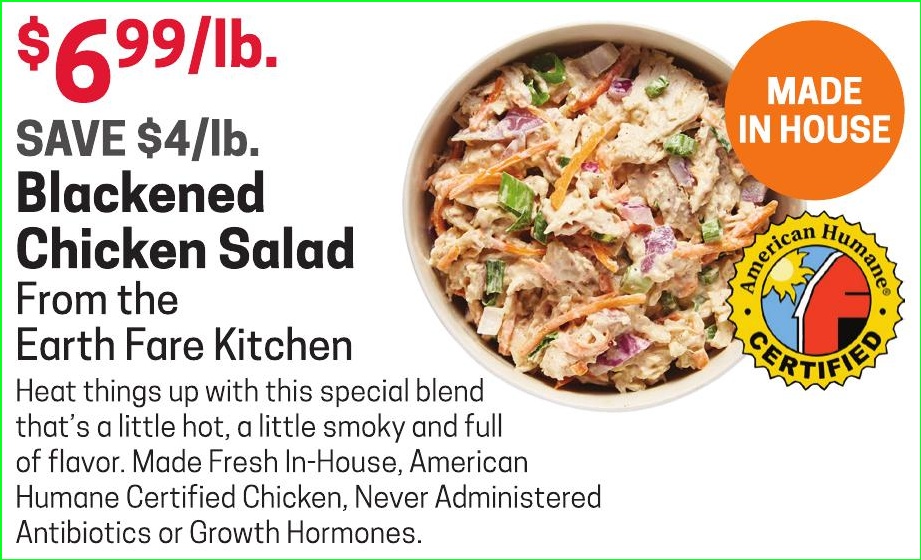 $6.99/lb.
SAVE $4/lb.
Blackened
Chicken Salad
From the
Earth Fare Kitchen
Heat things up with this special blend
that's a little hot, a little smoky and full
of flavor. Made Fresh In-House, American
Humane Certified Chicken, Never Administered
Antibiotics or Growth Hormones.
MADE
IN HOUSE
American Humane®
CERTIFIED